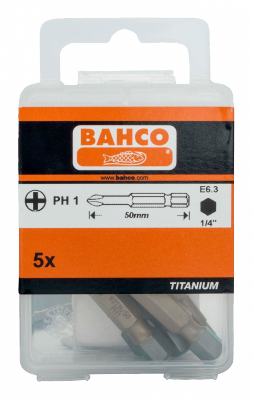 BAHCO
www.bahco.com
PH 1
50mm
E6.3
1/4"
5x
TITANIUM